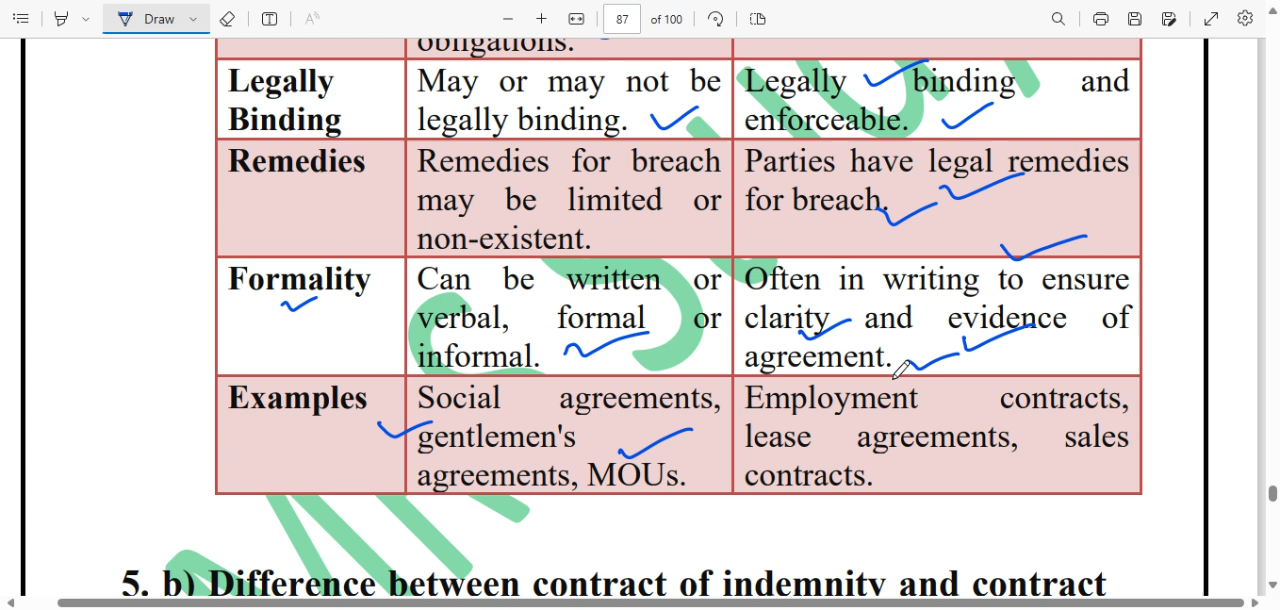 Draw 87 of 100
obligations.
Legally May or may not be Legally binding and
Binding legally binding. enforceable.
Remedies Remedies for breach Parties have legal remedies
may be limited or for breach.
non-existent.
Formality Can be written or Often in writing to ensure
verbal, formal or clarity and evidence of
informal. agreement.
Examples Social agreements, Employment contracts,
gentlemen's lease agreements, sales
agreements, MOUs. contracts.
5. b) Difference between contract of indemnity and contract